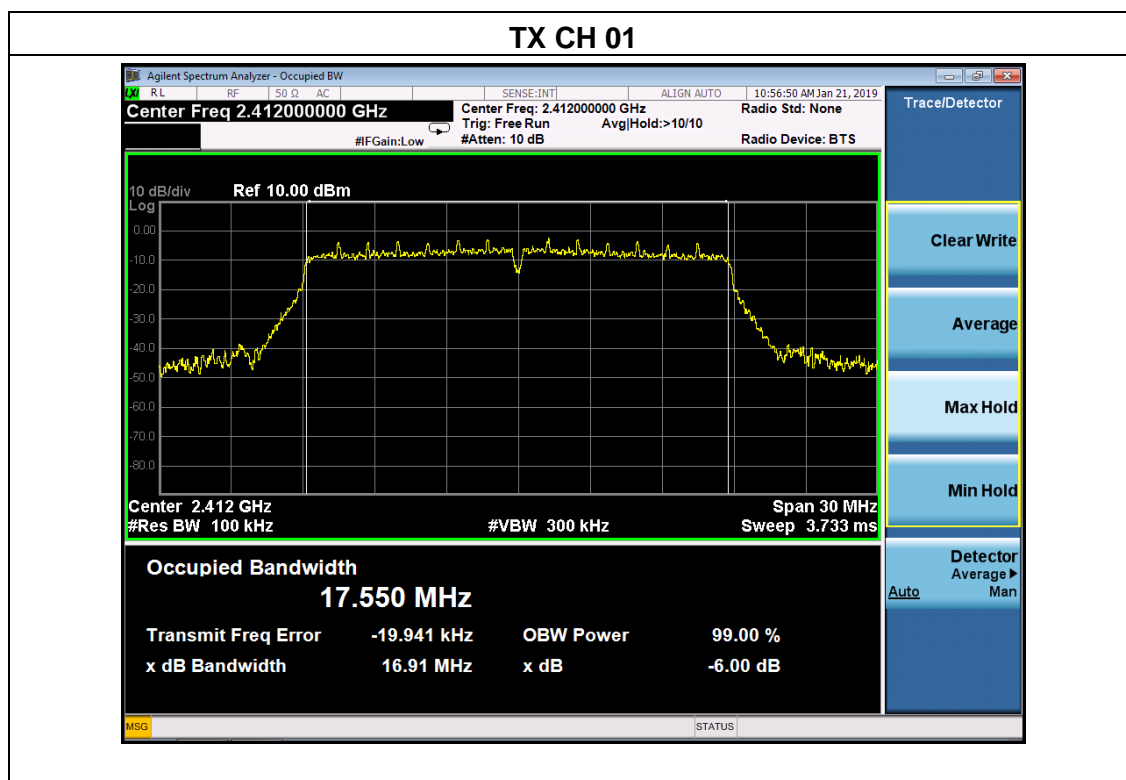 TX CH 01
Agilent Spectrum Analyzer - Occupied BW
LXI RL RF 50 Ω AC SENSE:INT ALIGN AUTO 10:56:50 AM Jan 21, 2019
Center Freq 2.412000000 GHz
Center Freq: 2.412000000 GHz
Radio Std: None
Trig: Free Run Avg|Hold:>10/10
#IFGain:Low
#Atten: 10 dB
Radio Device: BTS
Trace/Detector
10 dB/div Ref 10.00 dBm
Log
0.00
-10.0
-20.0
-30.0
-40.0
-50.0
-60.0
-70.0
-80.0
Center 2.412 GHz Span 30 MHz
#Res BW 100 kHz #VBW 300 kHz Sweep 3.733 ms
Clear Write
Average
Max Hold
Min Hold
Detector
Average
Auto Man
Occupied Bandwidth
17.550 MHz
Transmit Freq Error -19.941 kHz OBW Power 99.00 %
x dB Bandwidth 16.91 MHz x dB -6.00 dB
MSG STATUS